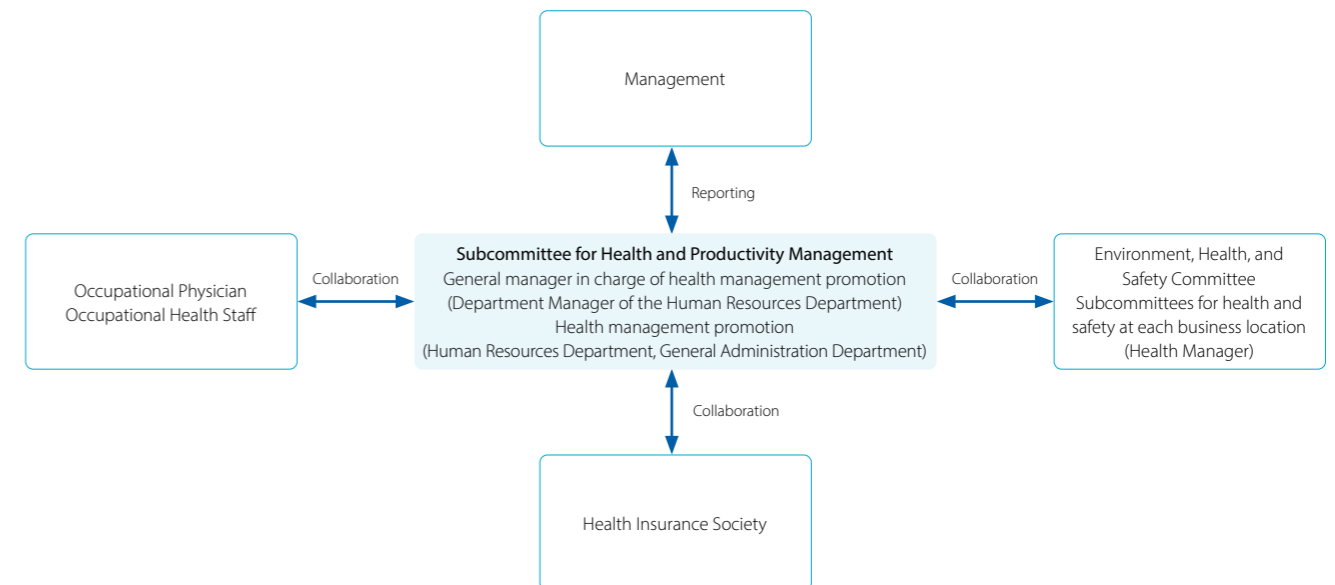 Management
Reporting
Occupational Physician
Occupational Health Staff
Collaboration
Subcommittee for Health and Productivity Management
General manager in charge of health management promotion
(Department Manager of the Human Resources Department)
Health management promotion
(Human Resources Department, General Administration Department)
Collaboration
Environment, Health, and
Safety Committee
Subcommittees for health and
safety at each business location
(Health Manager)
Collaboration
Health Insurance Society